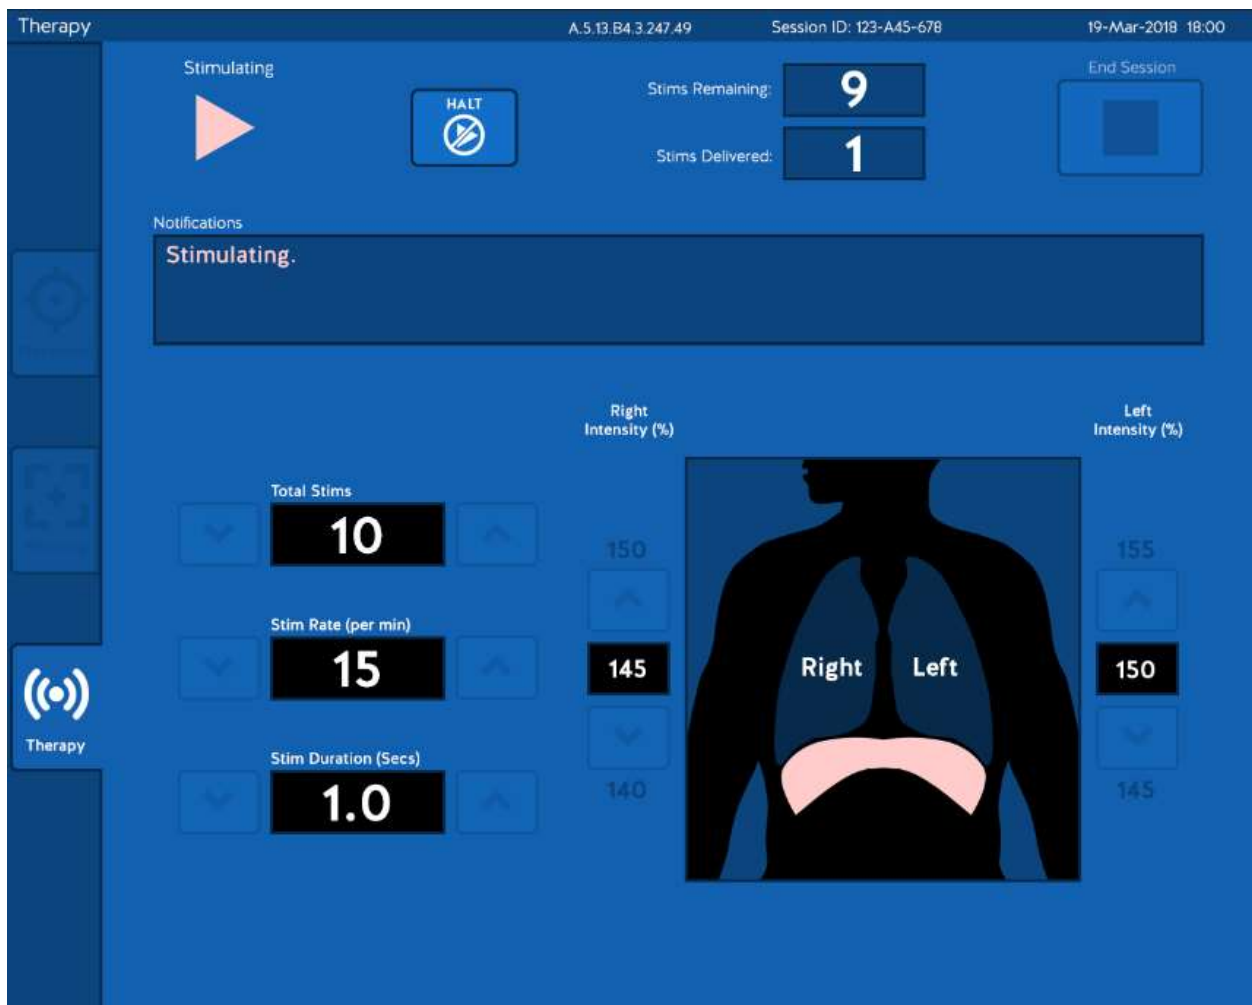 Therapy
A.5.13.B4.3.247.49
Session ID: 123-A45-678
19-Mar-2018 18:00
Stimulating
HALT
Stims Remaining:
9
Stims Delivered:
1
End Session
Notifications
Stimulating.
Right
Intensity (%)
Left
Intensity (%)
Total Stims
10
Stim Rate (per min)
15
Stim Duration (Secs)
1.0
150
145
140
Right
Left
155
150
145
Therapy